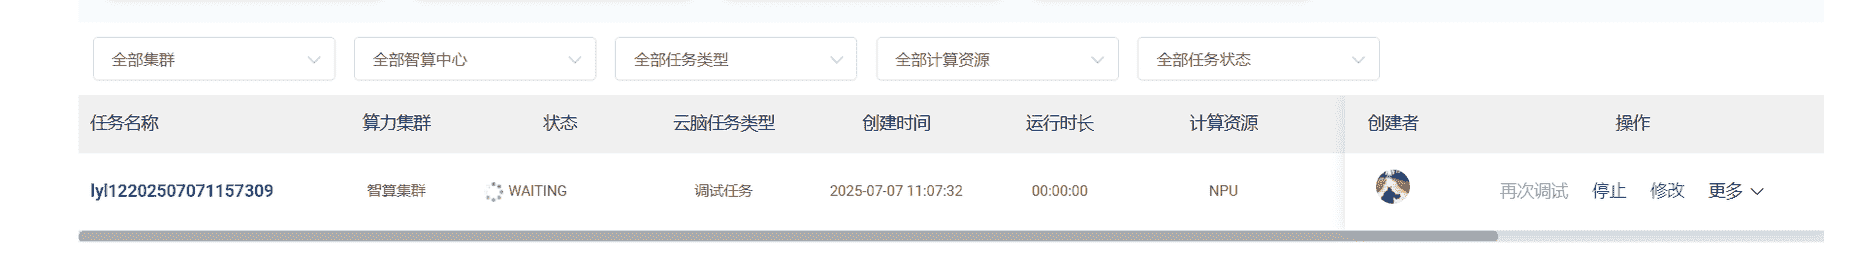 全部集群 全部智算中心 全部任务类型 全部计算资源 全部任务状态
任务名称 算力集群 状态 云脑任务类型 创建时间 运行时长 计算资源 创建者 操作
lyl12202507071157309 智算集群 WAITING 调试任务 2025-07-07 11:07:32 00:00:00 NPU 再次调试 停止 修改 更多